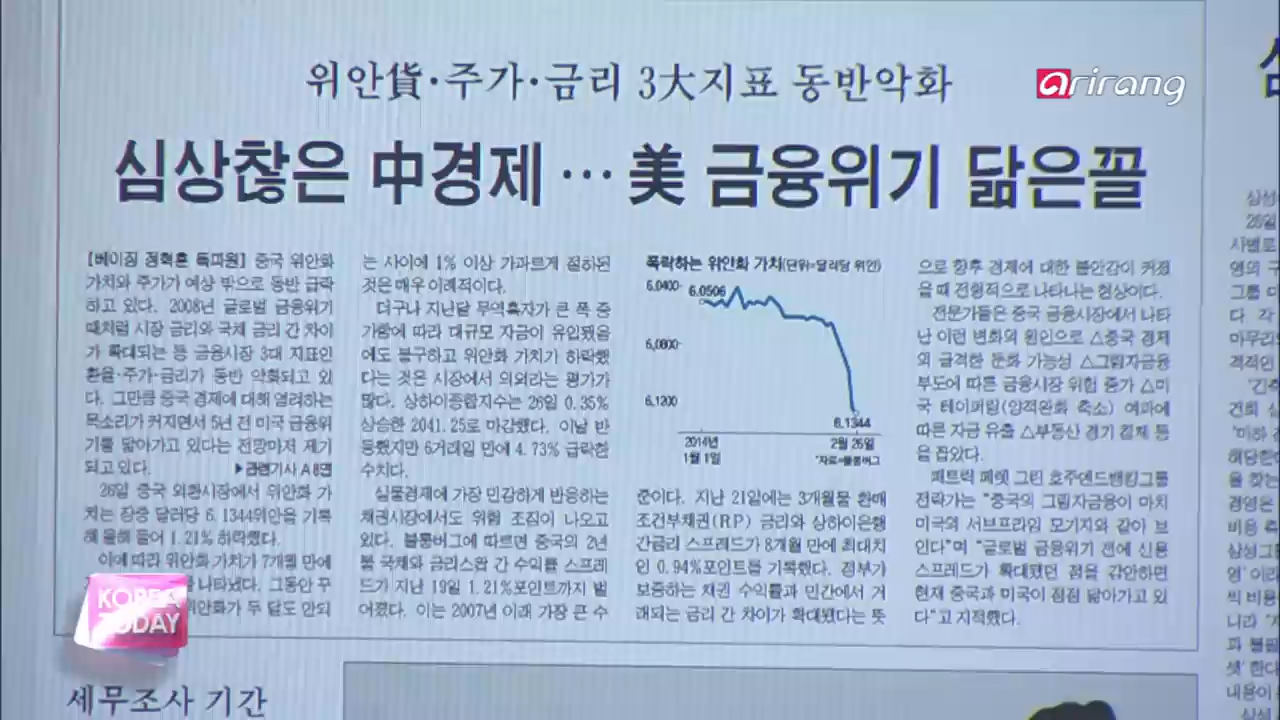 위안貨·주가·금리 3大지표 동반악화
arirang
심상찮은 中경제… 美 금융위기 닮은꼴
[베이징 정혁훈 특파원] 중국 위안화
가치와 주가가 예상 밖으로 동반 급락
하고 있다. 2008년 글로벌 금융위기
때처럼 시장 금리와 국채 금리 간 차이
가 확대되는 등 금융시장 3대 지표인
환율·주가·금리가 동반 악화되고 있
다. 그만큼 중국 경제에 대해 염려하는
목소리가 커지면서 5년 전 미국 금융위
기를 닮아가고 있다는 전망마저 제기
되고 있다. ▶관련기사 A8면
26일 중국 외환시장에서 위안화 가
치는 장중 달러당 6.1344위안을 기록
해 올해 들어 1.21% 하락했다.
이에 따라 위안화 가치가 7개월 만에
나타냈다. 그동안 꾸
위안화가 두 달도 안되
는 사이에 1% 이상 가파르게 절하된
것은 매우 이례적이다.
더구나 지난달 무역흑자가 큰 폭 증
가함에 따라 대규모 자금이 유입됐음
에도 불구하고 위안화 가치가 하락했
다는 것은 시장에서 의외라는 평가가
많다. 상하이종합지수는 26일 0.35%
상승한 2041.25로 마감했다. 이날 반
등했지만 6거래일 만에 4.73% 급락한
수치다.
실물경제에 가장 민감하게 반응하는
채권시장에서도 위험 조짐이 나오고
있다. 블룸버그에 따르면 중국의 2년
물 국채와 금리스왑 간 수익률 스프레
드가 지난 19일 1.21%포인트까지 벌
어졌다. 이는 2007년 이래 가장 큰 수
폭락하는 위안화 가치(단위=달러당 위안)
6.0400
6.0506
6.0800
6.1200
6.1344
2014년
1월 1일
2월 26일
*자료=블룸버그
준이다. 지난 21일에는 3개월물 환매
조건부채권(RP) 금리와 상하이은행
간금리 스프레드가 8개월 만에 최대치
인 0.94%포인트를 기록했다. 정부가
보증하는 채권 수익률과 민간에서 거
래되는 금리 간 차이가 확대됐다는 뜻
으로 향후 경제에 대한 불안감이 커졌
을 때 전형적으로 나타나는 현상이다.
전문가들은 중국 금융시장에서 나타
난 이런 변화의 원인으로 △중국 경제
의 급격한 둔화 가능성 △그림자금융
부도에 따른 금융시장 위험 증가 △미
국 테이퍼링(양적완화 축소) 여파에
따른 자금 유출 △부동산 경기 침체 등
을 꼽았다.
패트릭 페렛 그린 호주앤드뱅킹그룹
전략가는 "중국의 그림자금융이 마치
미국의 서브프라임 모기지와 같아 보
인다"며 "글로벌 금융위기 전에 신용
스프레드가 확대됐던 점을 감안하면
현재 중국과 미국이 점점 닮아가고 있
다"고 지적했다.
KOREA
TODAY
세무조사 기간